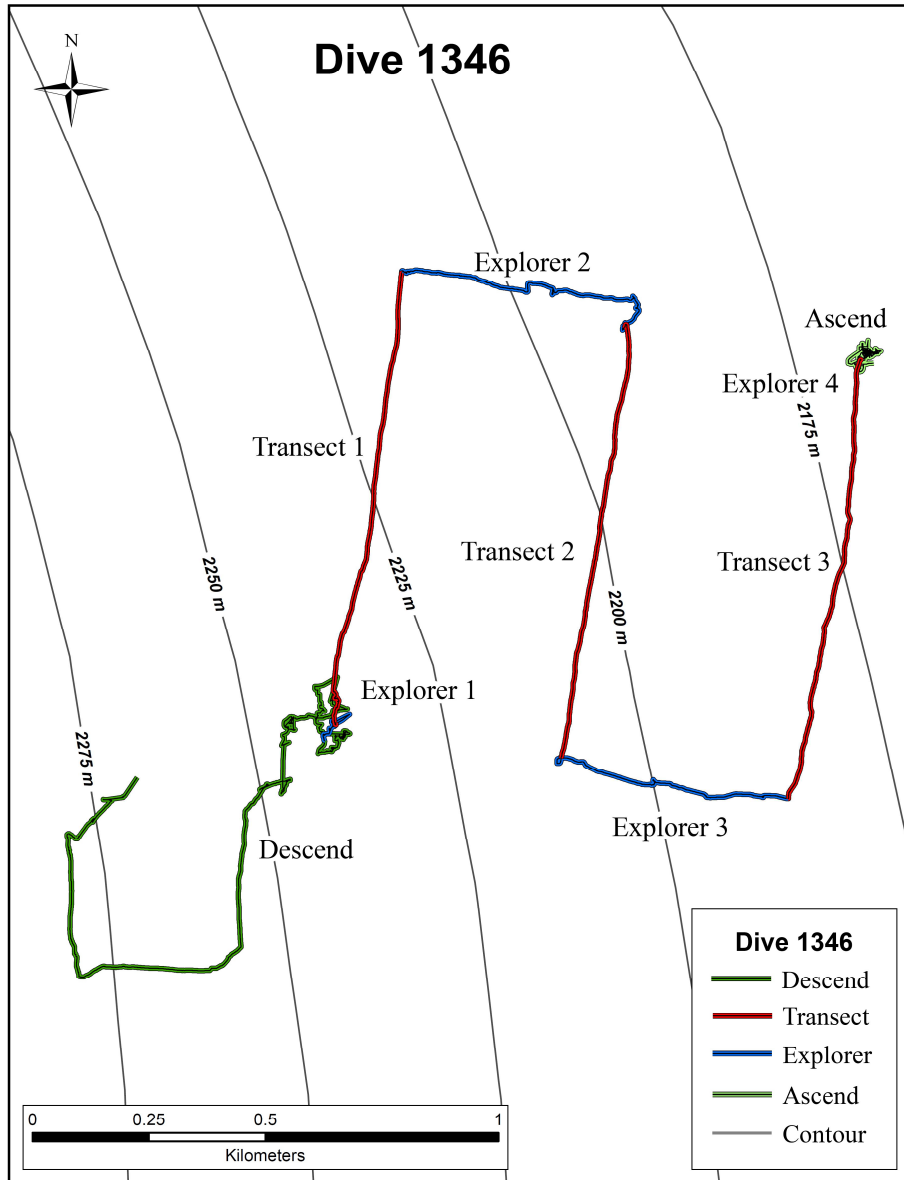 N
Dive 1346
Explorer 2
Ascend
Explorer 4
2175 m
Transect 1
Transect 2
Transect 3
2250 m
2225 m
2200 m
Explorer 1
2275 m
Descend
Explorer 3
Dive 1346
Descend
Transect
Explorer
Ascend
Contour
0 0.25 0.5 1
Kilometers